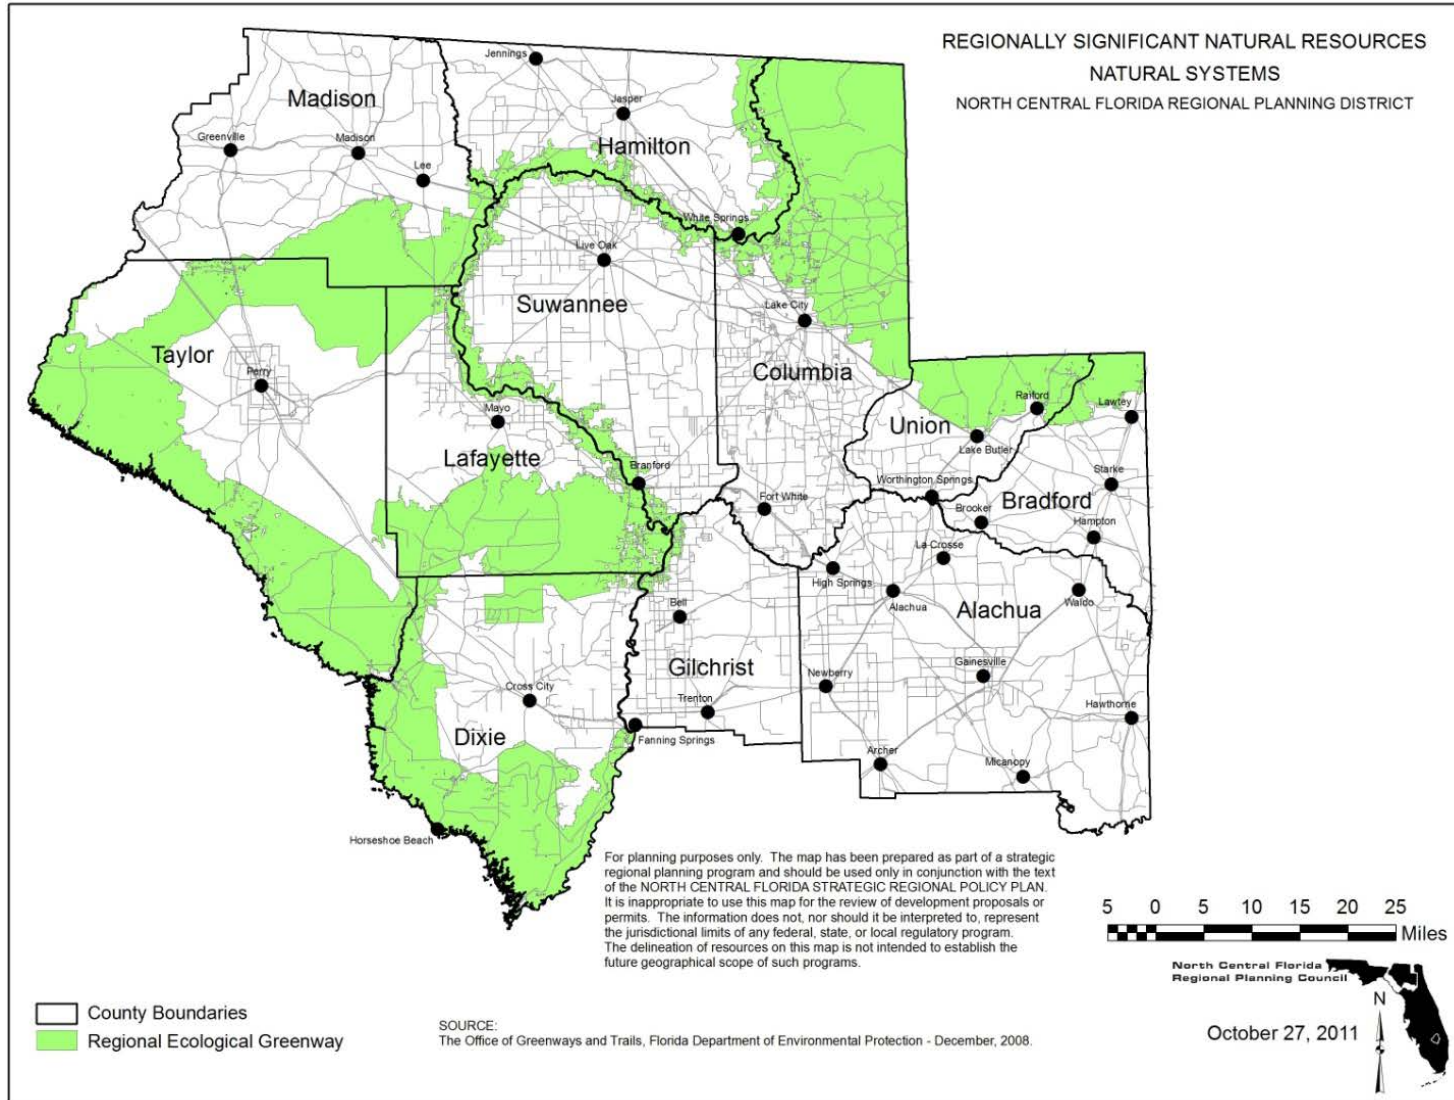 REGIONALLY SIGNIFICANT NATURAL RESOURCES
NATURAL SYSTEMS
NORTH CENTRAL FLORIDA REGIONAL PLANNING DISTRICT
Jennings
Madison
Jasper
Greenville
Madison
Hamilton
Lee
White Springs
Live Oak
Suwannee
Lake City
Taylor
Perry
Columbia
Raiford
Lawtey
Mayo
Union
Lafayette
Lake Butler
Branford
Starke
Worthington Springs
Fort White
Bradford
Brooker
Hampton
La Crosse
High Springs
Bell
Alachua
Alachua
Waldo
Gilchrist
Gainesville
Newberry
Cross City
Trenton
Hawthorne
Dixie
Fanning Springs
Archer
Micanopy
Horseshoe Beach
For planning purposes only. The map has been prepared as part of a strategic
regional planning program and should be used only in conjunction with the text
of the NORTH CENTRAL FLORIDA STRATEGIC REGIONAL POLICY PLAN.
It is inappropriate to use this map for the review of development proposals or
permits. The information does not, nor should it be interpreted to, represent
the jurisdictional limits of any federal, state, or local regulatory program.
The delineation of resources on this map is not intended to establish the
future geographical scope of such programs.
5 0 5 10 15 20 25
Miles
North Central Florida
Regional Planning Council
N
October 27, 2011
County Boundaries
Regional Ecological Greenway
SOURCE:
The Office of Greenways and Trails, Florida Department of Environmental Protection - December, 2008.